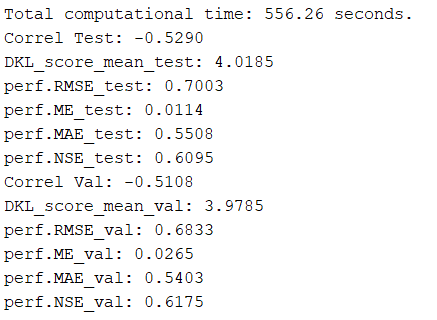 Total computational time: 556.26 seconds.
Correl Test: -0.5290
DKL_score_mean_test: 4.0185
perf.RMSE_test: 0.7003
perf.ME_test: 0.0114
perf.MAE_test: 0.5508
perf.NSE_test: 0.6095
Correl Val: -0.5108
DKL_score_mean_val: 3.9785
perf.RMSE_val: 0.6833
perf.ME_val: 0.0265
perf.MAE_val: 0.5403
perf.NSE_val: 0.6175